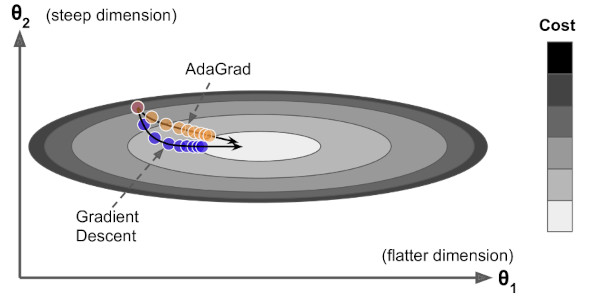 θ2 (steep dimension)
Cost
AdaGrad
Gradient
Descent
(flatter dimension)
θ1